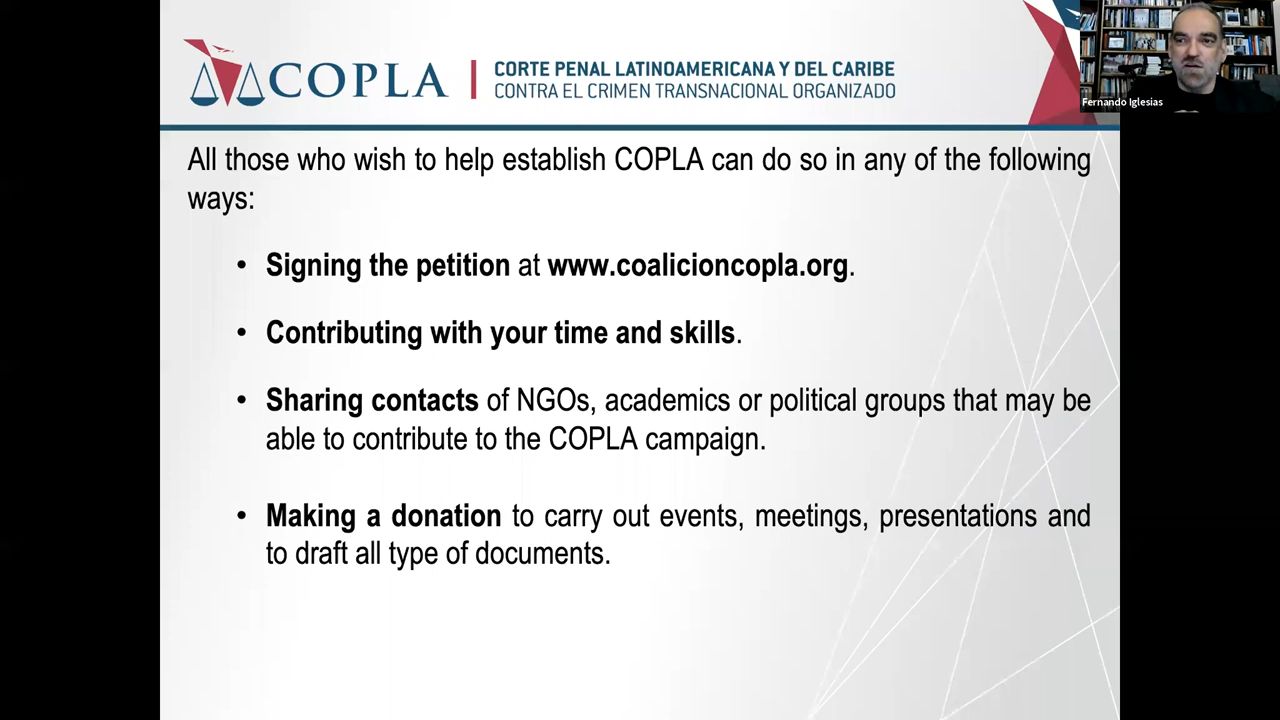 COPLA
CORTE PENAL LATINOAMERICANA Y DEL CARIBE
CONTRA EL CRIMEN TRANSNACIONAL ORGANIZADO
Fernando Iglesias
All those who wish to help establish COPLA can do so in any of the following
ways:
• Signing the petition at www.coalicioncopla.org.
• Contributing with your time and skills.
• Sharing contacts of NGOs, academics or political groups that may be
able to contribute to the COPLA campaign.
• Making a donation to carry out events, meetings, presentations and
to draft all type of documents.